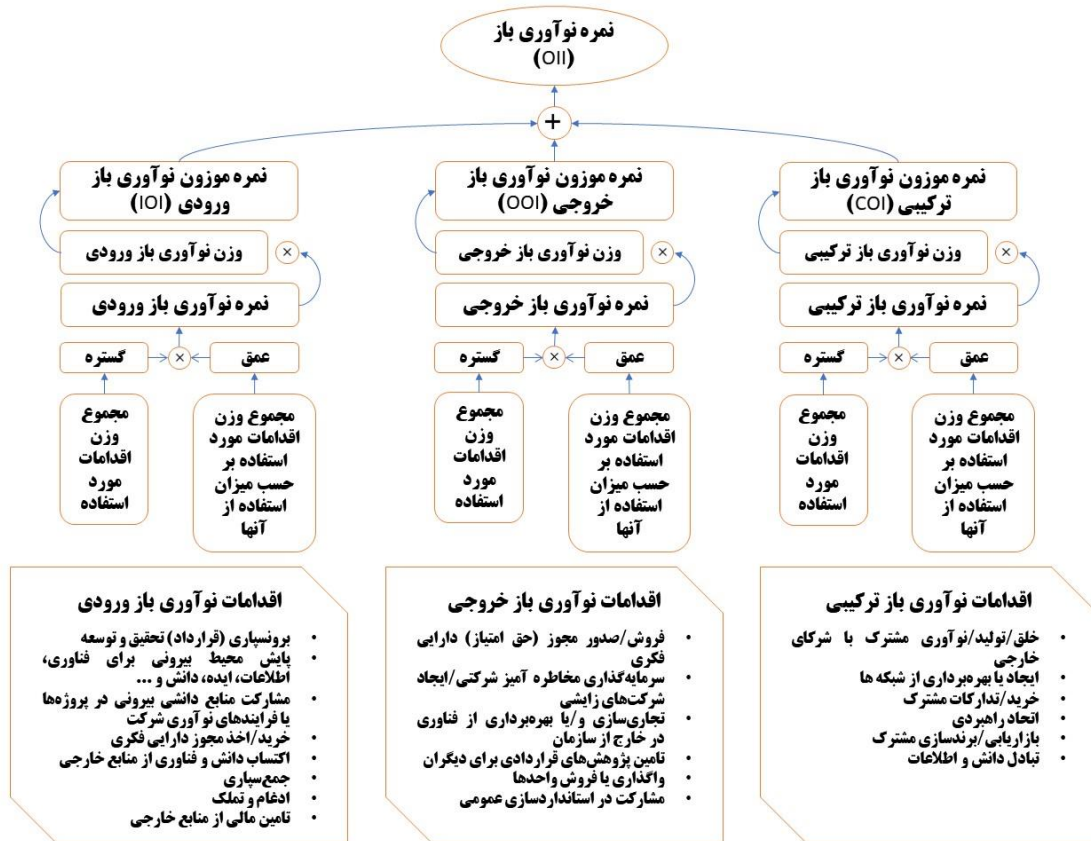 نمره نوآوری باز
(OII)
+
نمره موزون نوآوری باز
ترکیبی (COI)
نمره موزون نوآوری باز
خروجی (OOI)
نمره موزون نوآوری باز
ورودی (IOI)
×
وزن نوآوری باز ترکیبی
×
وزن نوآوری باز خروجی
×
وزن نوآوری باز ورودی
نمره نوآوری باز ترکیبی
نمره نوآوری باز خروجی
نمره نوآوری باز ورودی
عمق
×
گستره
عمق
×
گستره
عمق
×
گستره
مجموع وزن
اقدامات مورد
استفاده بر
حسب میزان
استفاده از
آنها
مجموع
وزن
اقدامات
مورد
استفاده
مجموع وزن
اقدامات مورد
استفاده بر
حسب میزان
استفاده از
آنها
مجموع
وزن
اقدامات
مورد
استفاده
مجموع وزن
اقدامات مورد
استفاده بر
حسب میزان
استفاده از
آنها
مجموع
وزن
اقدامات
مورد
استفاده
اقدامات نوآوری باز ترکیبی
• خلق/تولید/نوآوری مشترک با شرکای
خارجی
• ایجاد یا بهره‌برداری از شبکه ها
• خرید/تدارکات مشترک
• اتحاد راهبردی
• بازاریابی/برندسازی مشترک
• تبادل دانش و اطلاعات
اقدامات نوآوری باز خروجی
• فروش/صدور مجوز (حق امتیاز) دارایی
فکری
• سرمایه‌گذاری مخاطره آمیز شرکتی/ایجاد
شرکت‌های زایشی
• تجاری‌سازی و/یا بهره‌برداری از فناوری
در خارج از سازمان
• تامین پژوهش‌های قراردادی برای دیگران
• واگذاری یا فروش واحدها
• مشارکت در استانداردسازی عمومی
اقدامات نوآوری باز ورودی
• برونسپاری (قرارداد) تحقیق و توسعه
• پایش محیط بیرونی برای فناوری،
اطلاعات، ایده، دانش و ...
• مشارکت منابع دانشی بیرونی در پروژه‌ها
یا فرایندهای نوآوری شرکت
• خرید/اخذ مجوز دارایی فکری
• اکتساب دانش و فناوری از منابع خارجی
• جمع‌سپاری
• ادغام و تملک
• تامین مالی از منابع خارجی